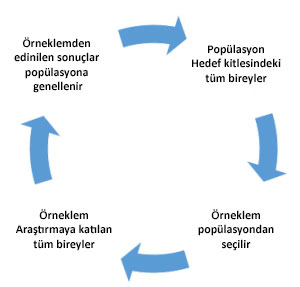 Örneklemden
edinilen sonuçlar
popülasyona
genellenir
Popülasyon
Hedef kitlesindeki
tüm bireyler
Örneklem
popülasyondan
seçilir
Örneklem
Araştırmaya katılan
tüm bireyler